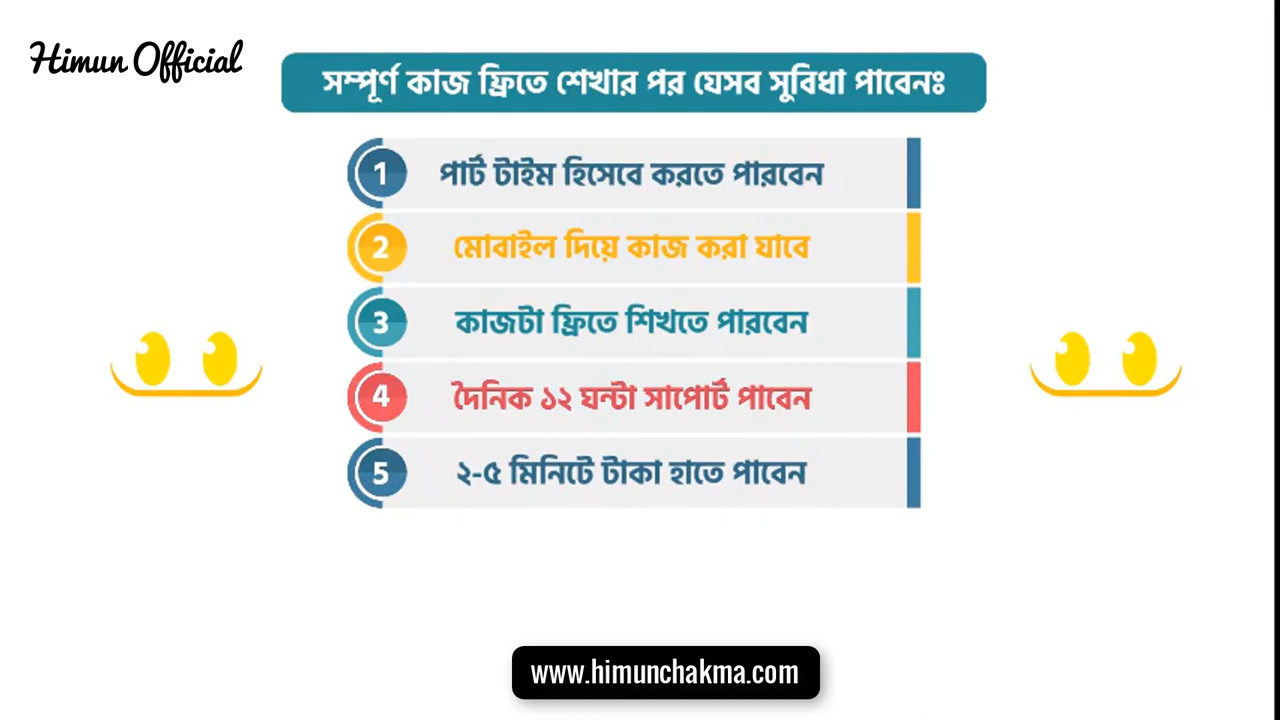 Himun Official
সম্পূর্ণ কাজ ফ্রিতে শেখার পর যেসব সুবিধা পাবেনঃ
1 পার্ট টাইম হিসেবে করতে পারবেন
2 মোবাইল দিয়ে কাজ করা যাবে
3 কাজটা ফ্রিতে শিখতে পারবেন
4 দৈনিক ১২ ঘন্টা সাপোর্ট পাবেন
5 ২-৫ মিনিটে টাকা হাতে পাবেন
www.himunchakma.com